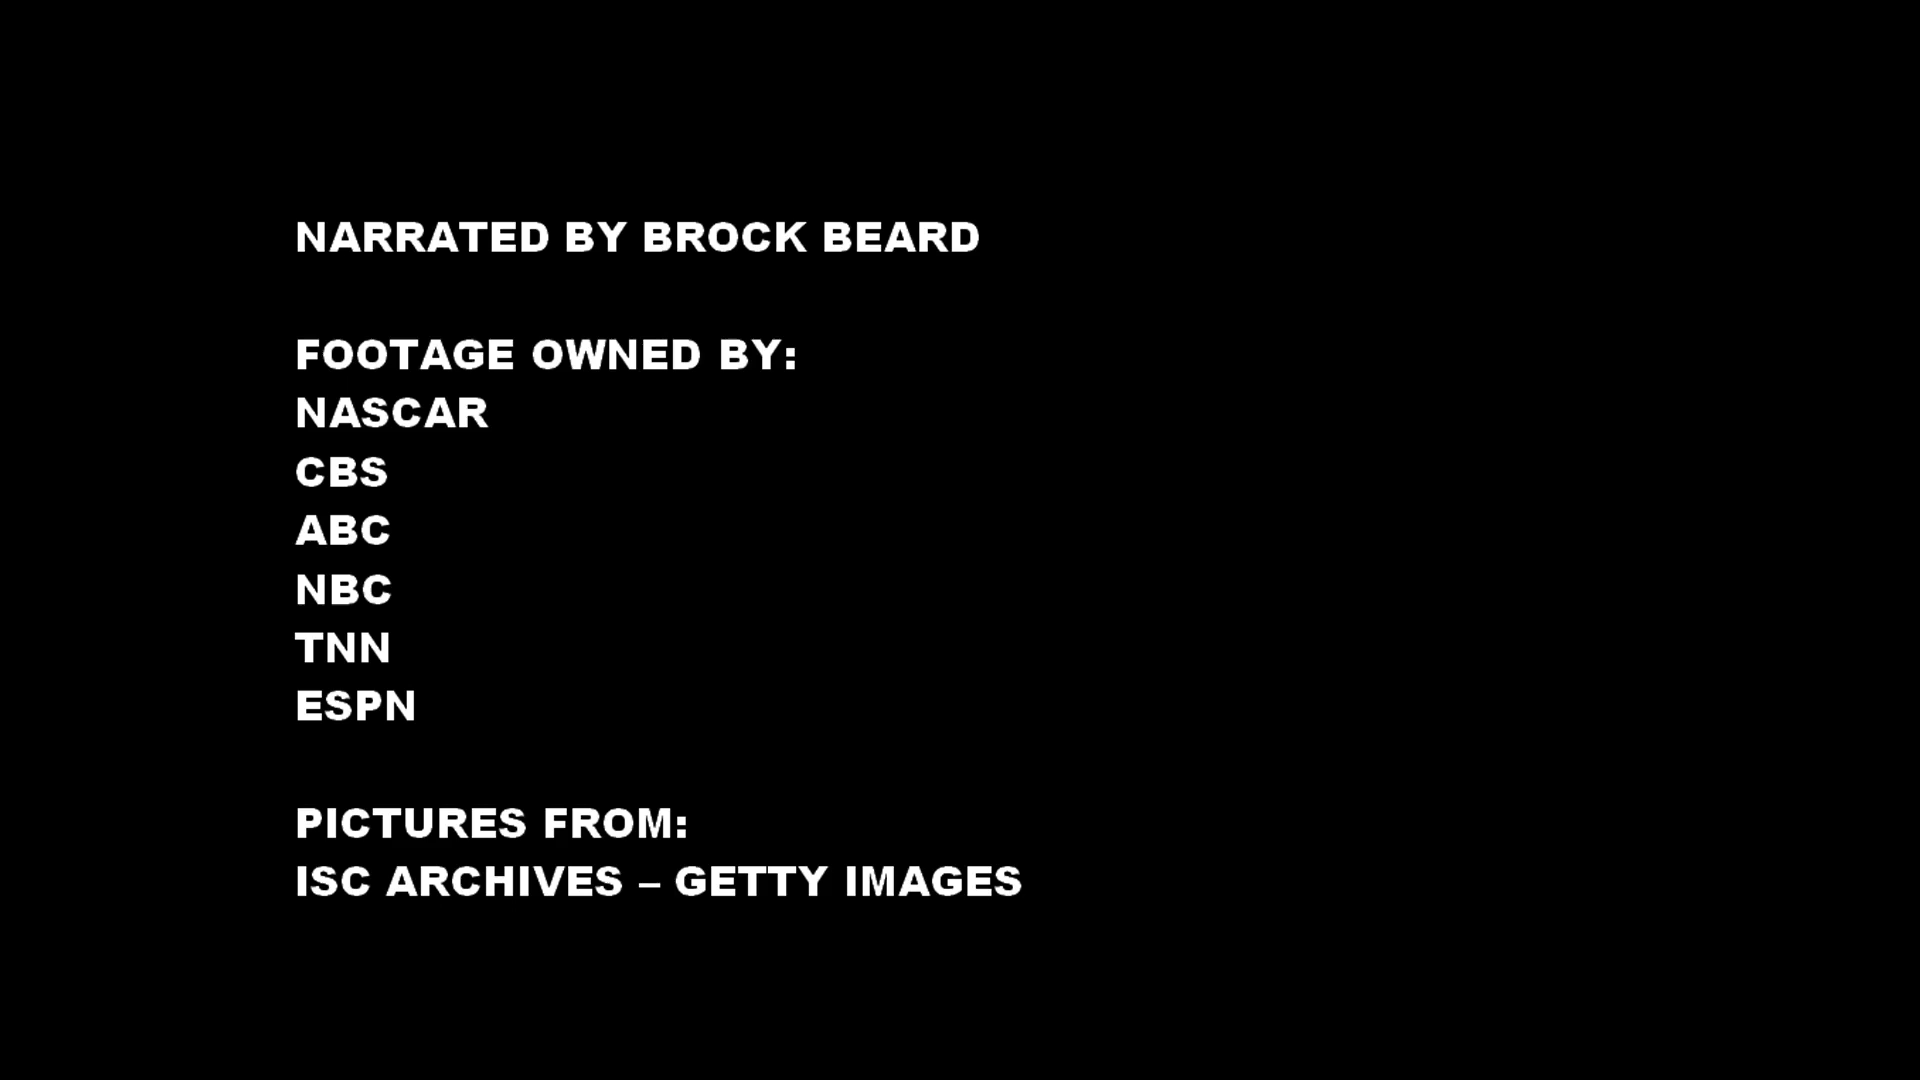 NARRATED BY BROCK BEARD
FOOTAGE OWNED BY:
NASCAR
CBS
ABC
NBC
TNN
ESPN
PICTURES FROM:
ISC ARCHIVES – GETTY IMAGES